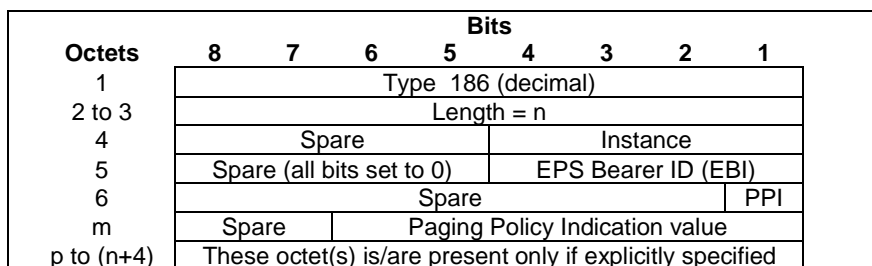 Bits
Octets 8 7 6 5 4 3 2 1
1 Type 186 (decimal)
2 to 3 Length = n
4 Spare Instance
5 Spare (all bits set to 0) EPS Bearer ID (EBI)
6 Spare PPI
m Spare Paging Policy Indication value
p to (n+4) These octet(s) is/are present only if explicitly specified